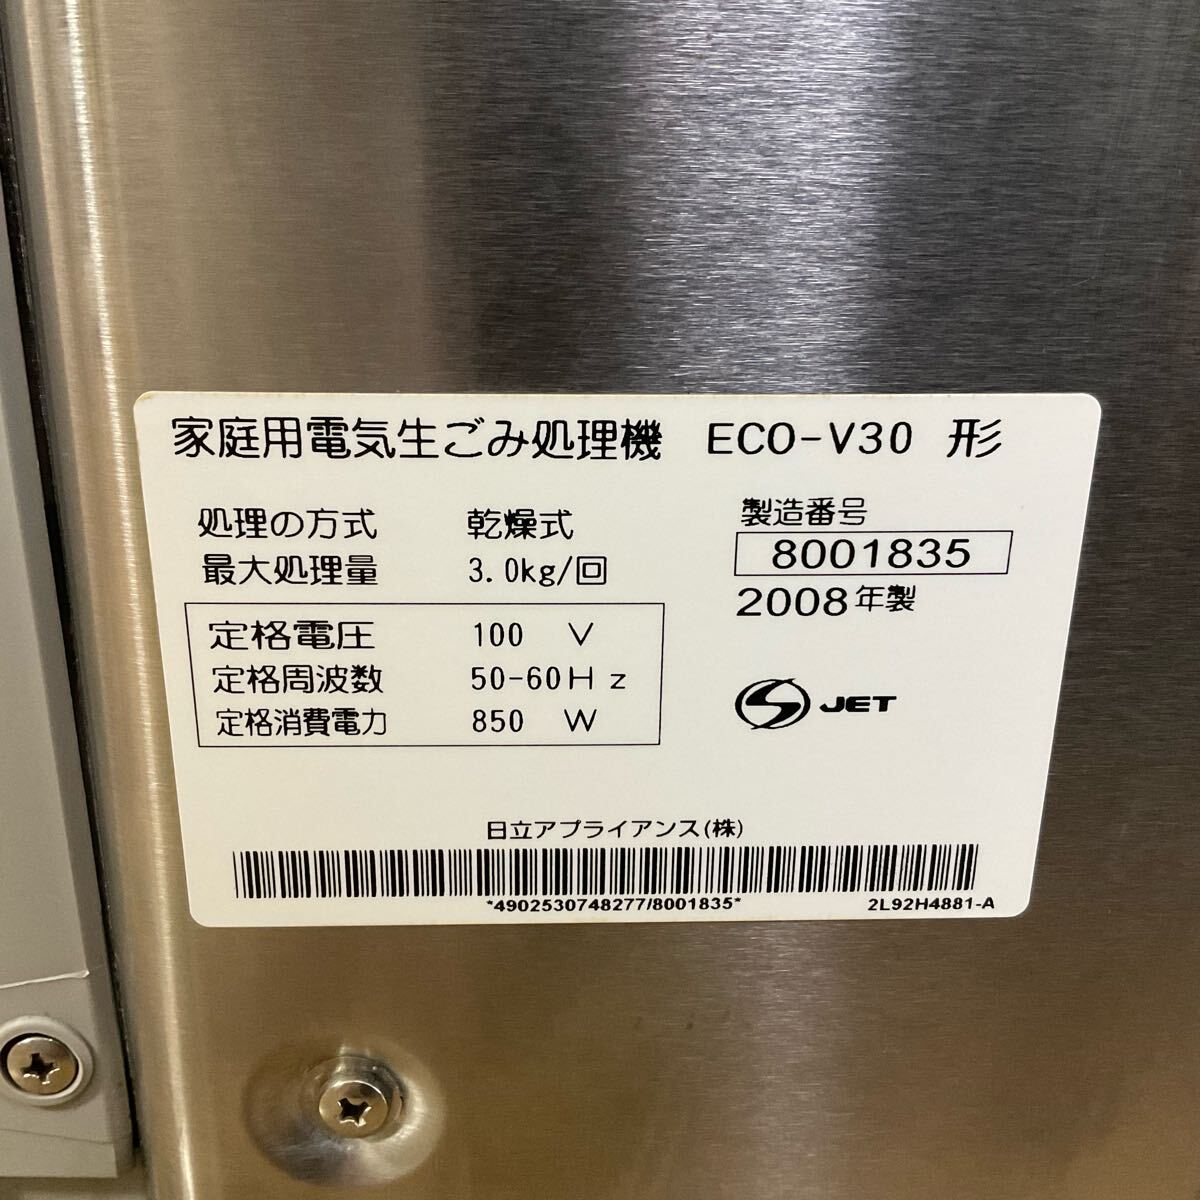 家庭用電気生ごみ処理機 ECO-V30 形
処理の方式 乾燥式
最大処理量 3.0kg/回
製造番号
8001835
2008年製
定格電圧 100 V
定格周波数 50-60Hz
定格消費電力 850 W
JET
日立アプライアンス(株)
*4902530748277/8001835*
2L92H4881-A